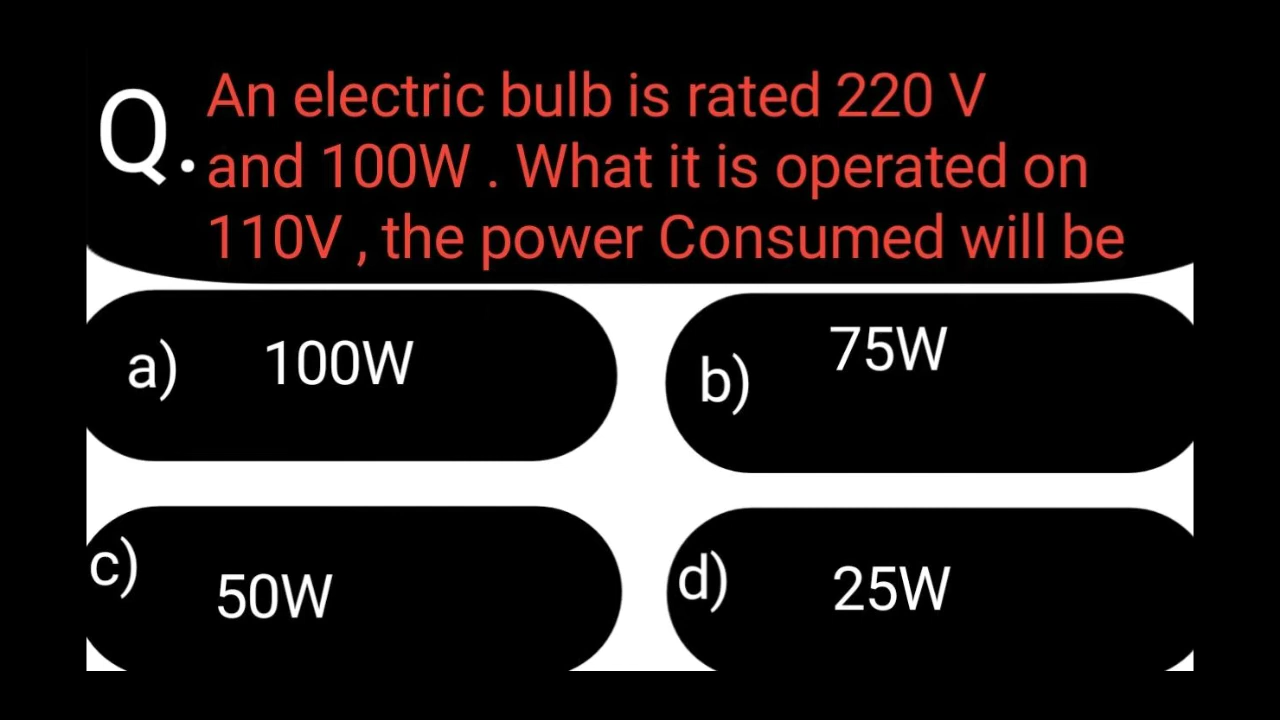 Q. An electric bulb is rated 220 V
and 100W . What it is operated on
110V , the power Consumed will be
a) 100W
b) 75W
c) 50W
d) 25W